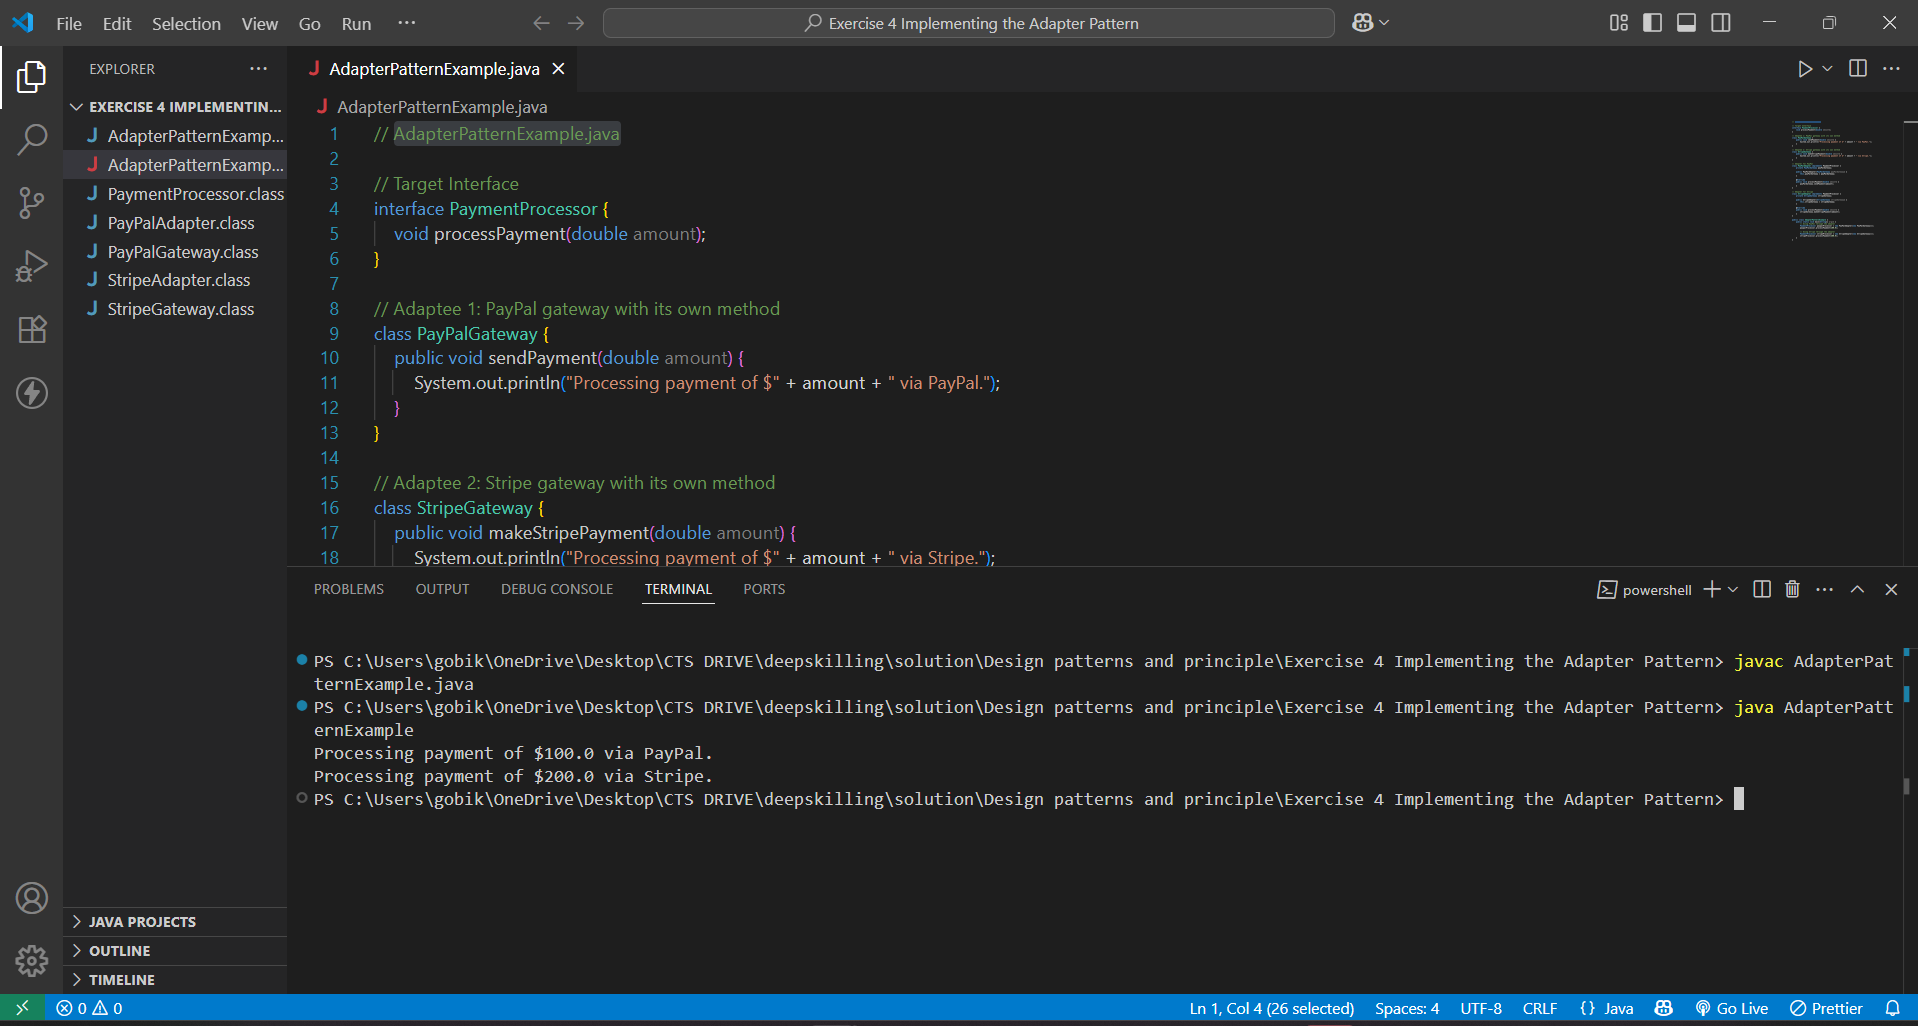 File Edit Selection View Go Run ···
Exercise 4 Implementing the Adapter Pattern
EXPLORER
EXERCISE 4 IMPLEMENTIN...
J AdapterPatternExamp...
J AdapterPatternExamp...
J PaymentProcessor.class
J PayPalAdapter.class
J PayPalGateway.class
J StripeAdapter.class
J StripeGateway.class
JAVA PROJECTS
OUTLINE
TIMELINE
J AdapterPatternExample.java
J AdapterPatternExample.java
1 // AdapterPatternExample.java
2
3 // Target Interface
4 interface PaymentProcessor {
5 void processPayment(double amount);
6 }
7
8 // Adaptee 1: PayPal gateway with its own method
9 class PayPalGateway {
10 public void sendPayment(double amount) {
11 System.out.println("Processing payment of $" + amount + " via PayPal.");
12 }
13 }
14
15 // Adaptee 2: Stripe gateway with its own method
16 class StripeGateway {
17 public void makeStripePayment(double amount) {
18 System.out.println("Processing payment of $" + amount + " via Stripe.");
PROBLEMS OUTPUT DEBUG CONSOLE TERMINAL PORTS
powershell
PS C:\Users\gobik\OneDrive\Desktop\CTS DRIVE\deepskilling\solution\Design patterns and principle\Exercise 4 Implementing the Adapter Pattern> javac AdapterPat
ternExample.java
PS C:\Users\gobik\OneDrive\Desktop\CTS DRIVE\deepskilling\solution\Design patterns and principle\Exercise 4 Implementing the Adapter Pattern> java AdapterPatt
ernExample
Processing payment of $100.0 via PayPal.
Processing payment of $200.0 via Stripe.
PS C:\Users\gobik\OneDrive\Desktop\CTS DRIVE\deepskilling\solution\Design patterns and principle\Exercise 4 Implementing the Adapter Pattern>
0 0 Ln 1, Col 4 (26 selected) Spaces: 4 UTF-8 CRLF {} Java Go Live Prettier